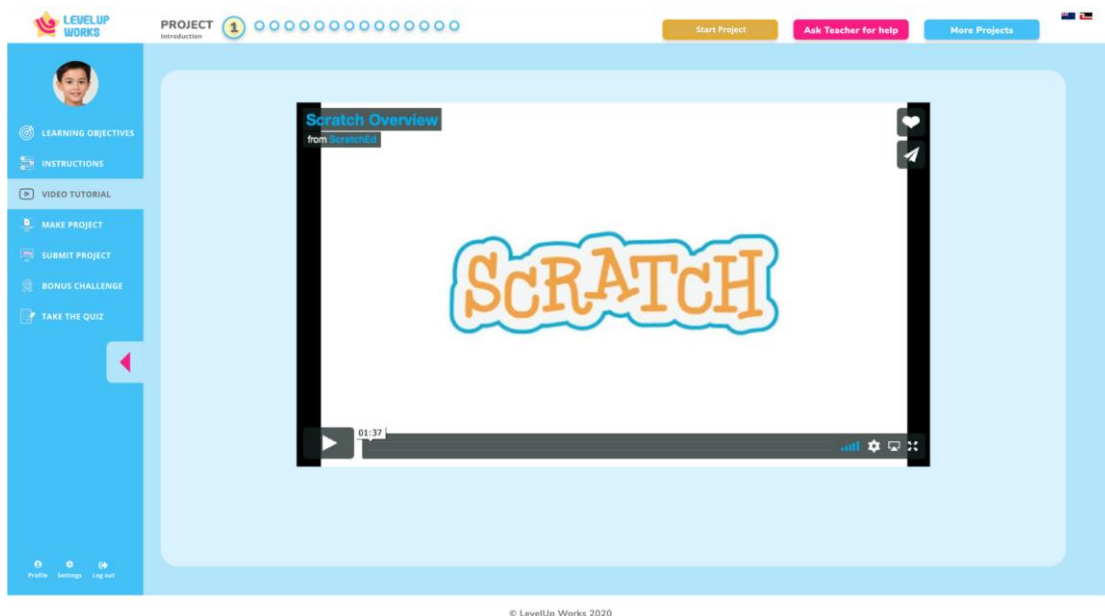 LEVELUP
WORKS
PROJECT
Introduction
1
Start Project
Ask Teacher for help
More Projects
LEARNING OBJECTIVES
INSTRUCTIONS
VIDEO TUTORIAL
MAKE PROJECT
SUBMIT PROJECT
BONUS CHALLENGE
TAKE THE QUIZ
Scratch Overview
from ScratchEd
SCRATCH
01:37
Profile Settings Log out
© LevelUp Works 2020